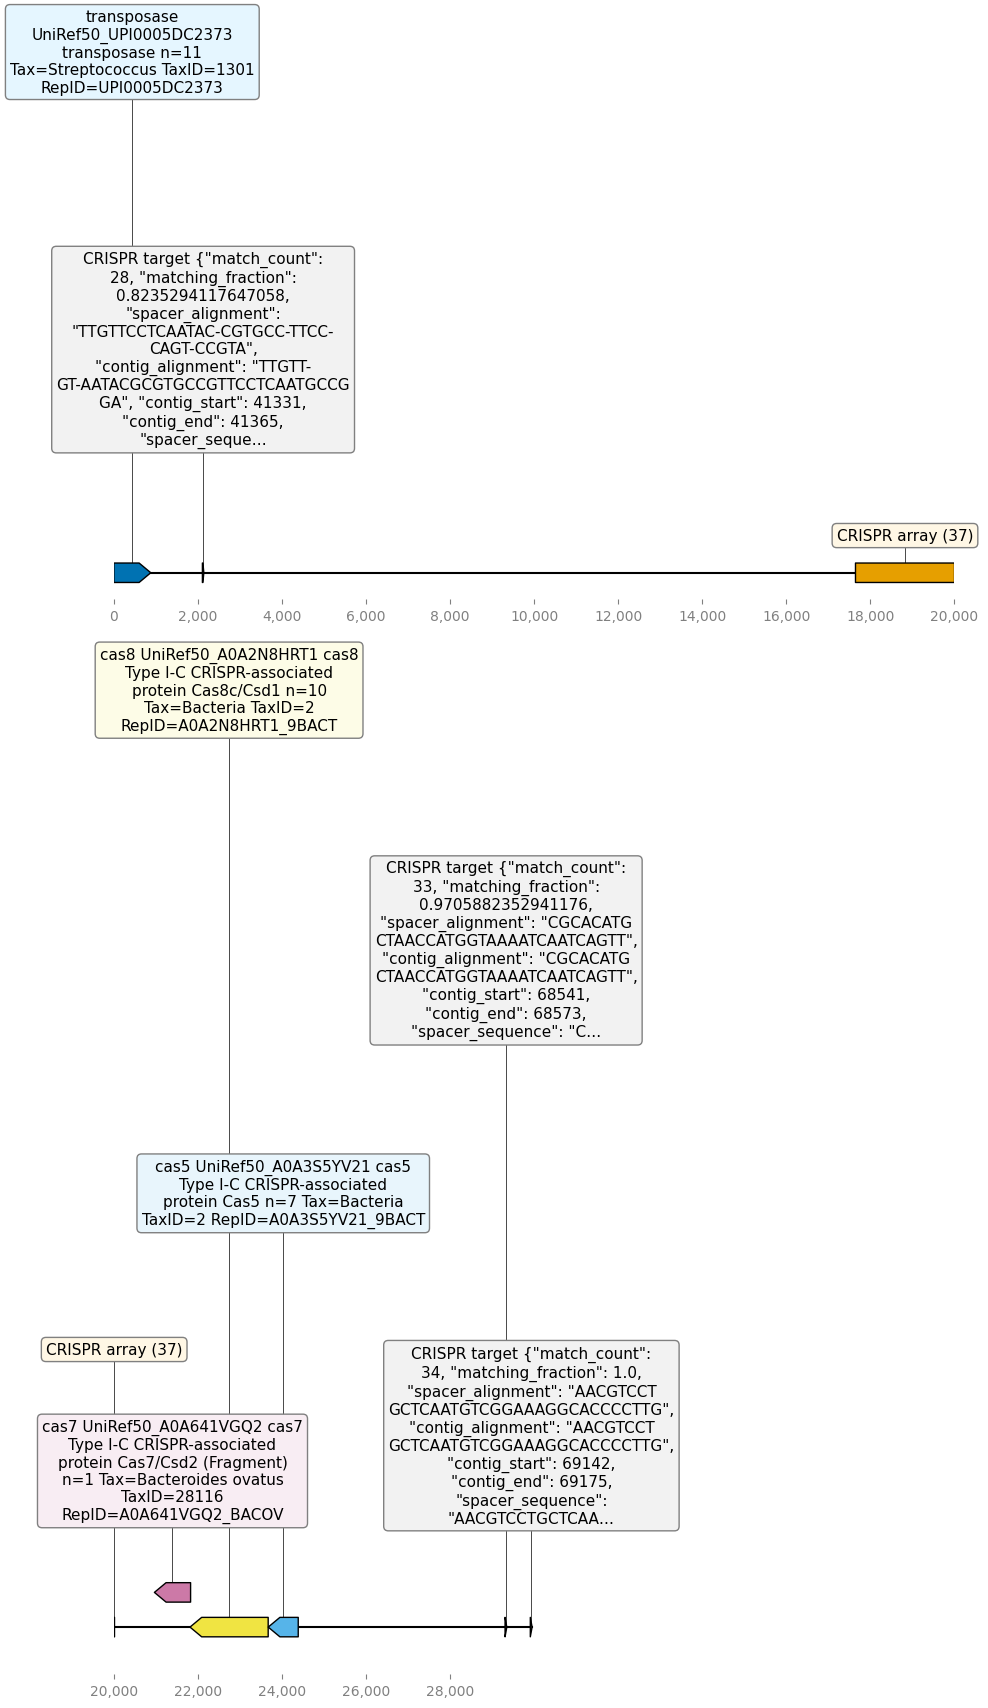 transposase
UniRef50_UPI0005DC2373
transposase n=11
Tax=Streptococcus TaxID=1301
RepID=UPI0005DC2373
CRISPR target {"match_count":
28, "matching_fraction":
0.8235294117647058,
"spacer_alignment":
"TTGTTCCTCAATAC-CGTGCC-TTCC-
CAGT-CCGTA",
"contig_alignment": "TTGTT-
GT-AATACGCGTGCCGTTCCTCAATGCCG
GA", "contig_start": 41331,
"contig_end": 41365,
"spacer_seque...
CRISPR array (37)
0
2,000
4,000
6,000
8,000
10,000
12,000
14,000
16,000
18,000
20,000
cas8 UniRef50_A0A2N8HRT1 cas8
Type I-C CRISPR-associated
protein Cas8c/Csd1 n=10
Tax=Bacteria TaxID=2
RepID=A0A2N8HRT1_9BACT
CRISPR target {"match_count":
33, "matching_fraction":
0.9705882352941176,
"spacer_alignment": "CGCACATG
CTAACCATGGTAAAATCAATCAGTT",
"contig_alignment": "CGCACATG
CTAACCATGGTAAAATCAATCAGTT",
"contig_start": 68541,
"contig_end": 68573,
"spacer_sequence": "C...
cas5 UniRef50_A0A3S5YV21 cas5
Type I-C CRISPR-associated
protein Cas5 n=7 Tax=Bacteria
TaxID=2 RepID=A0A3S5YV21_9BACT
CRISPR array (37)
CRISPR target {"match_count":
34, "matching_fraction": 1.0,
"spacer_alignment": "AACGTCCT
GCTCAATGTCGGAAAGGCACCCCTTG",
"contig_alignment": "AACGTCCT
GCTCAATGTCGGAAAGGCACCCCTTG",
"contig_start": 69142,
"contig_end": 69175,
"spacer_sequence":
"AACGTCCTGCTCAA...
cas7 UniRef50_A0A641VGQ2 cas7
Type I-C CRISPR-associated
protein Cas7/Csd2 (Fragment)
n=1 Tax=Bacteroides ovatus
TaxID=28116
RepID=A0A641VGQ2_BACOV
20,000
22,000
24,000
26,000
28,000